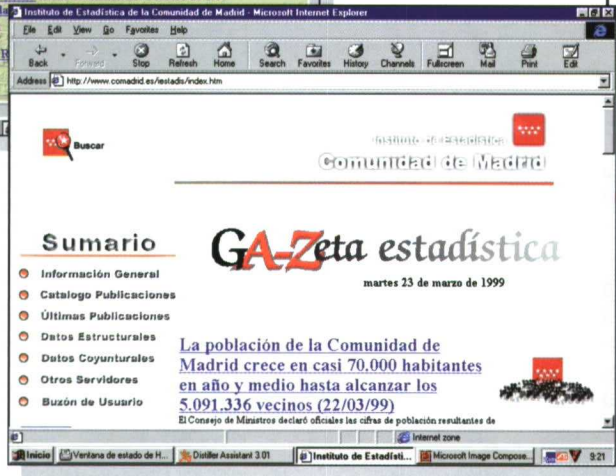 Instituto de Estadística de la Comunidad de Madrid - Microsoft Internet Explorer
File Edit View Go Favorites Help
Back Forward Stop Refresh Home Search Favorites History Channels Fullscreen Mail Print Edit
Address http://www.comadrid.es/iestadis/index.htm
Buscar
Instituto de Estadística
Comunidad de Madrid
Sumario
GA-Zeta estadística
martes 23 de marzo de 1999
Información General
Catalogo Publicaciones
Últimas Publicaciones
Datos Estructurales
Datos Coyunturales
Otros Servidores
Buzón de Usuario
La población de la Comunidad de
Madrid crece en casi 70.000 habitantes
en año y medio hasta alcanzar los
5.091.336 vecinos (22/03/99)
El Consejo de Ministros declaró oficiales las cifras de población resultantes de
Internet zone
Inicio Ventana de estado de H... Distiller Assistant 3.01 Instituto de Estadísti... Microsoft Image Compose... 9:21